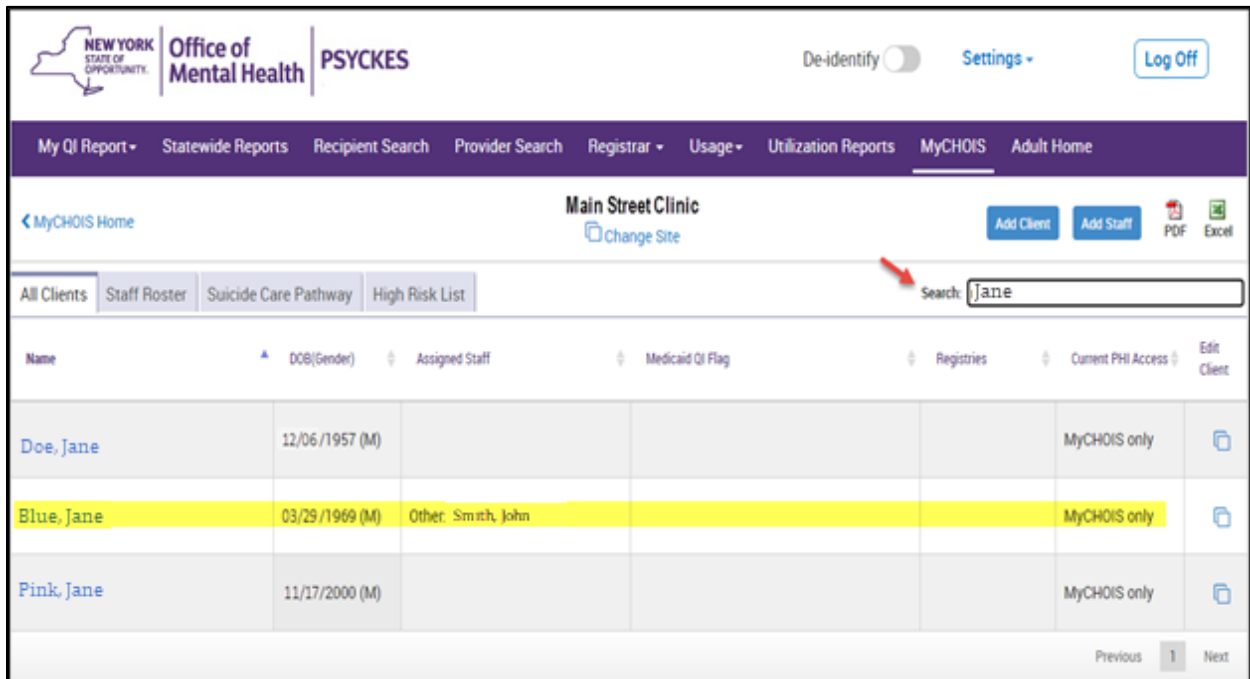 NEW YORK
STATE OF
OPPORTUNITY.
Office of
Mental Health
PSYCKES
De-identify
Settings
Log Off
My QI Report
Statewide Reports
Recipient Search
Provider Search
Registrar
Usage
Utilization Reports
MyCHOIS
Adult Home
MyCHOIS Home
Main Street Clinic
Change Site
Add Client
Add Staff
PDF
Excel
All Clients
Staff Roster
Suicide Care Pathway
High Risk List
Search: Jane
Name
DOB(Gender)
Assigned Staff
Medicaid QI Flag
Registries
Current PHI Access
Edit
Client
Doe, Jane
12/06/1957 (M)
MyCHOIS only
Blue, Jane
03/29/1969 (M)
Other: Smith, John
MyCHOIS only
Pink, Jane
11/17/2000 (M)
MyCHOIS only
Previous
1
Next